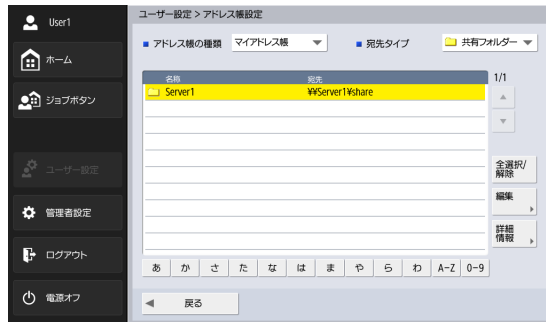 User1
ホーム
ジョブボタン
ユーザー設定
管理者設定
ログアウト
電源オフ
ユーザー設定 > アドレス帳設定
アドレス帳の種類 マイアドレス帳 宛先タイプ 共有フォルダー
名称 宛先
Server1 ¥¥Server1¥share
1/1
全選択/
解除
編集
詳細
情報
あ か さ た な は ま や ら わ A-Z 0-9
戻る